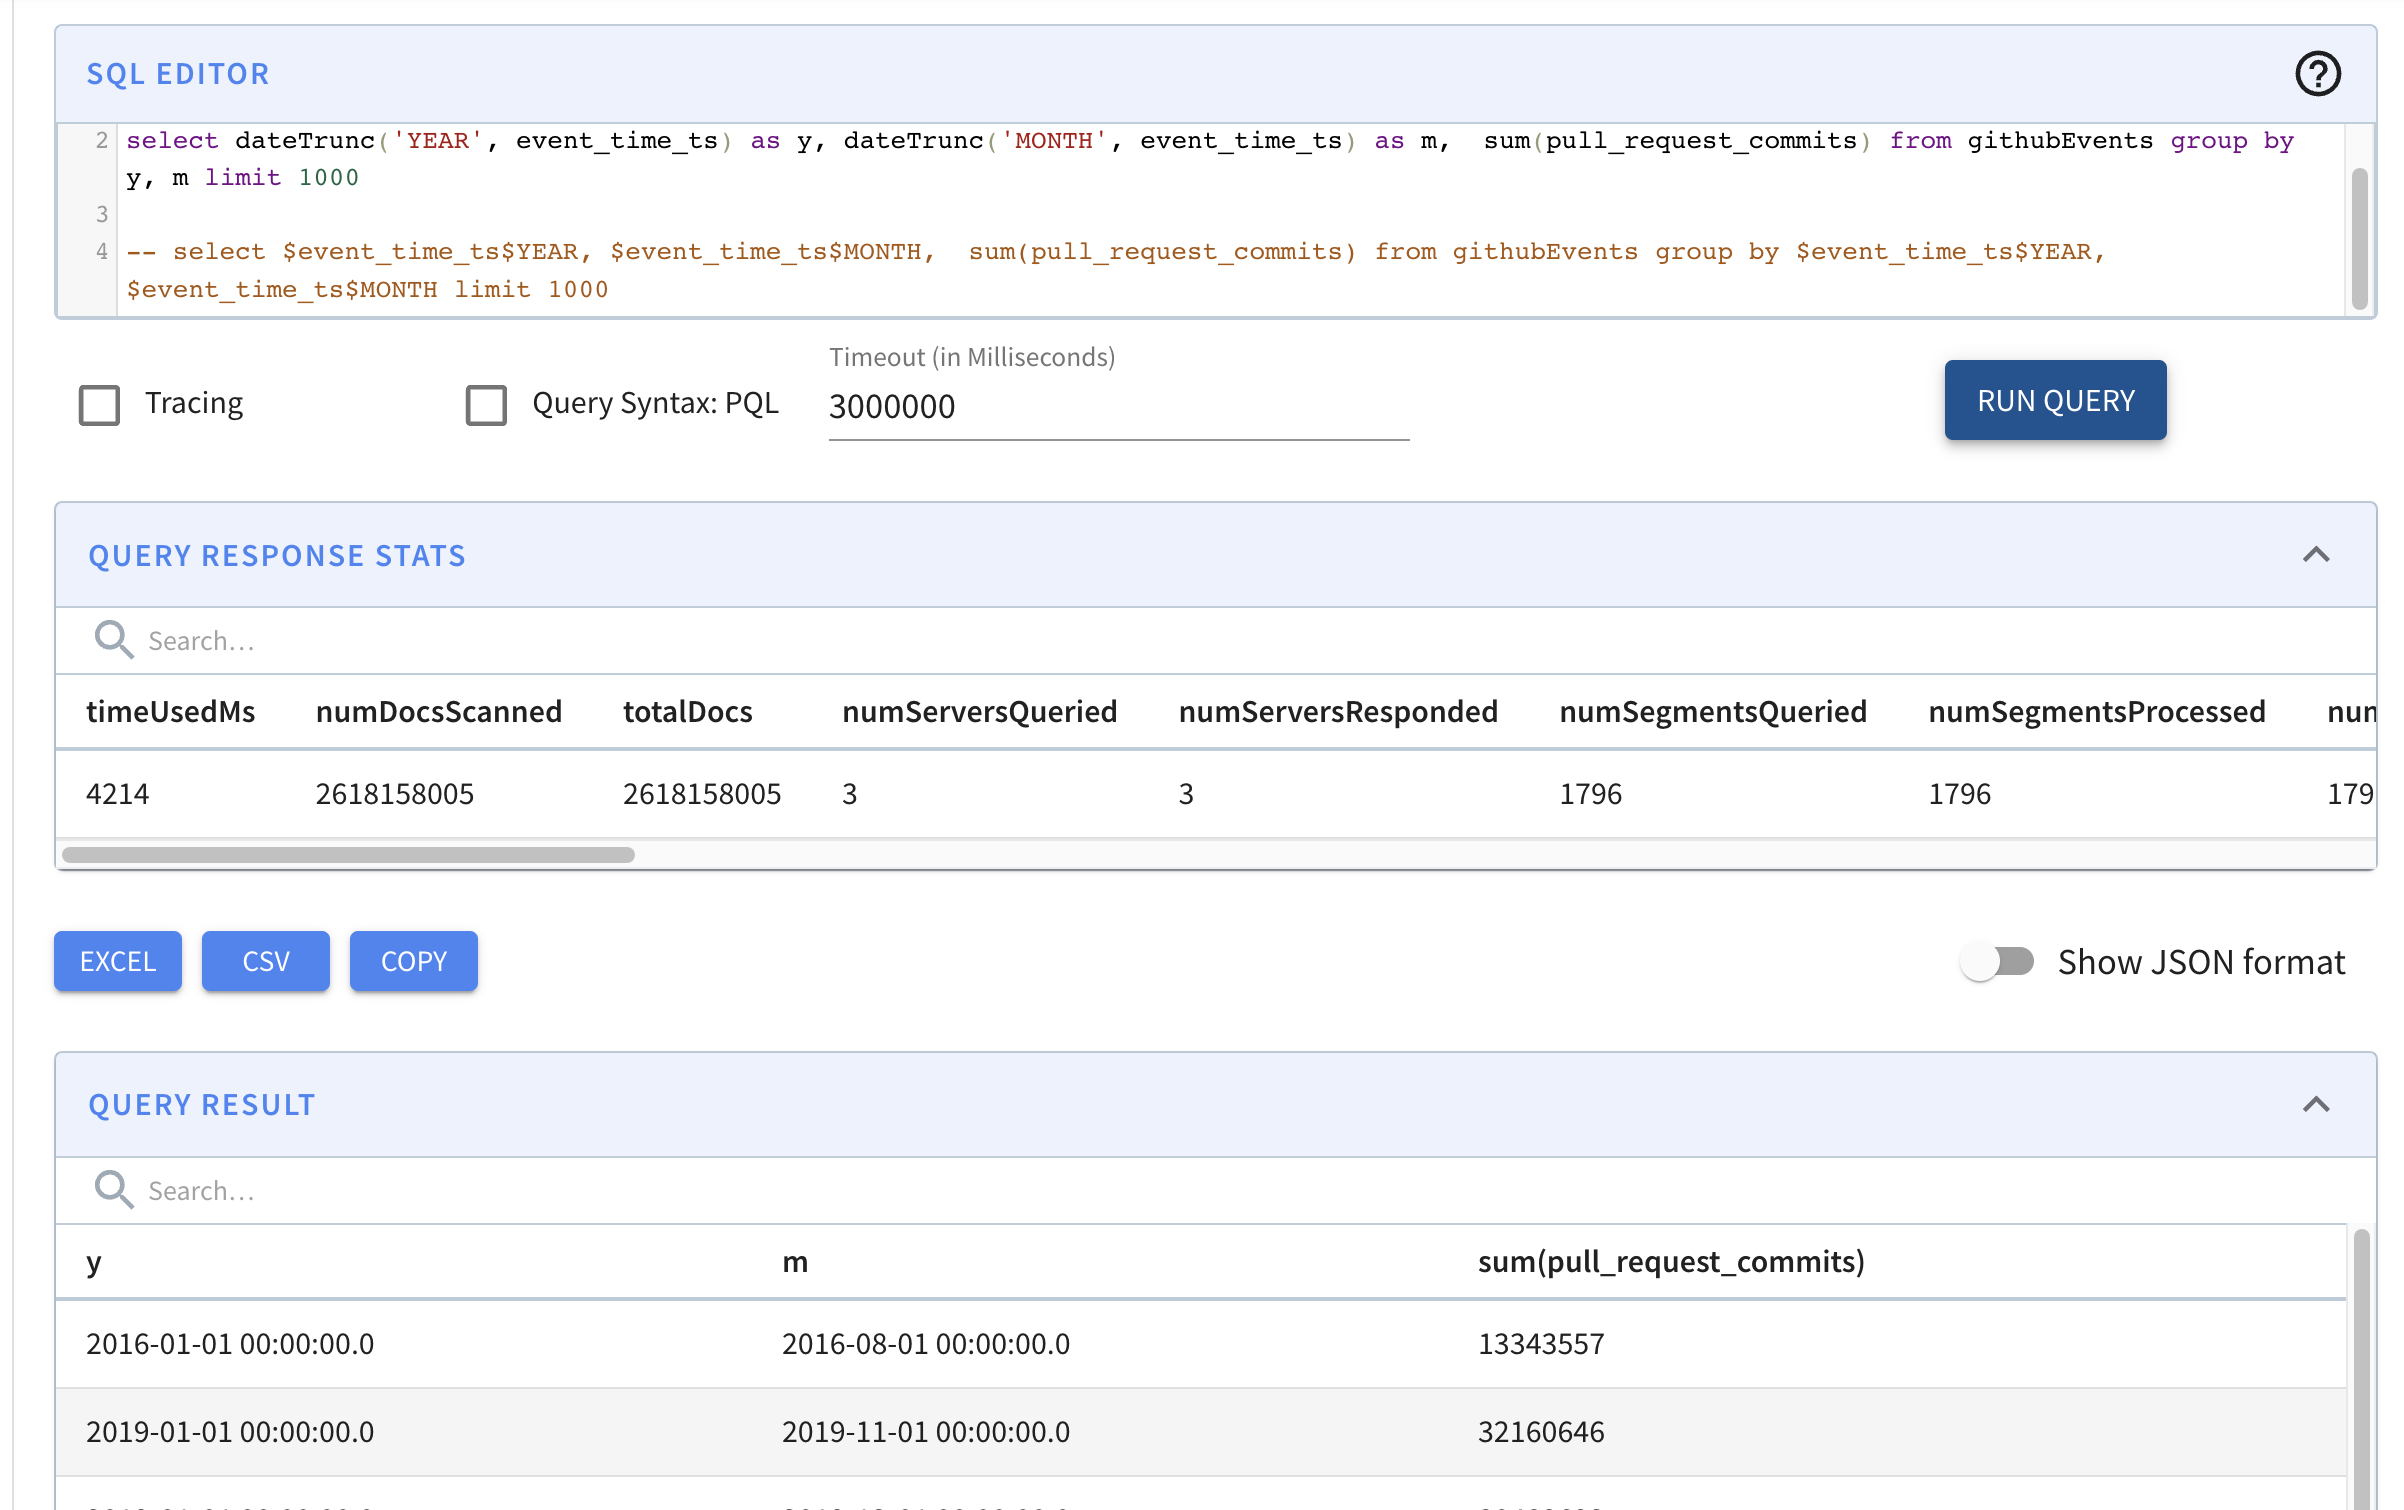 SQL EDITOR
2 select dateTrunc('YEAR', event_time_ts) as y, dateTrunc('MONTH', event_time_ts) as m,  sum(pull_request_commits) from githubEvents group by
y, m limit 1000
3
4 -- select $event_time_ts$YEAR, $event_time_ts$MONTH,  sum(pull_request_commits) from githubEvents group by $event_time_ts$YEAR,
$event_time_ts$MONTH limit 1000
Timeout (in Milliseconds)
Tracing Query Syntax: PQL 3000000 RUN QUERY
QUERY RESPONSE STATS
Search...
timeUsedMs numDocsScanned totalDocs numServersQueried numServersResponded numSegmentsQueried numSegmentsProcessed
4214 2618158005 2618158005 3 3 1796 1796
EXCEL CSV COPY Show JSON format
QUERY RESULT
Search...
y m sum(pull_request_commits)
2016-01-01 00:00:00.0 2016-08-01 00:00:00.0 13343557
2019-01-01 00:00:00.0 2019-11-01 00:00:00.0 32160646